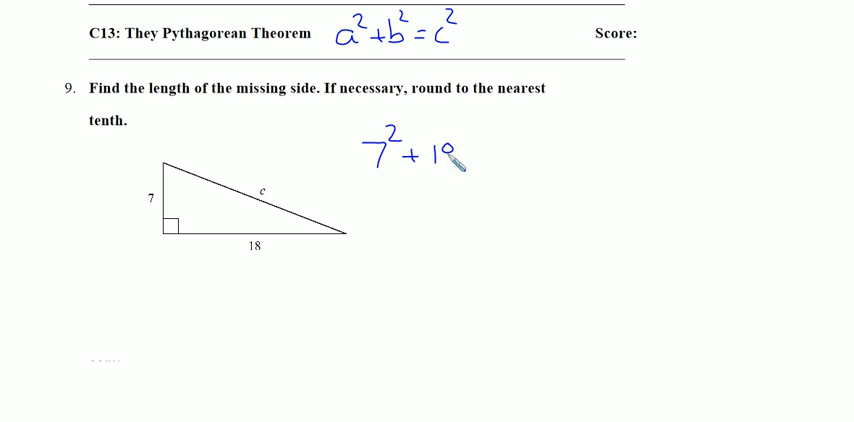 C13: They Pythagorean Theorem a² + b² = c² Score:
9. Find the length of the missing side. If necessary, round to the nearest
tenth.
7² + 18
7
c
18